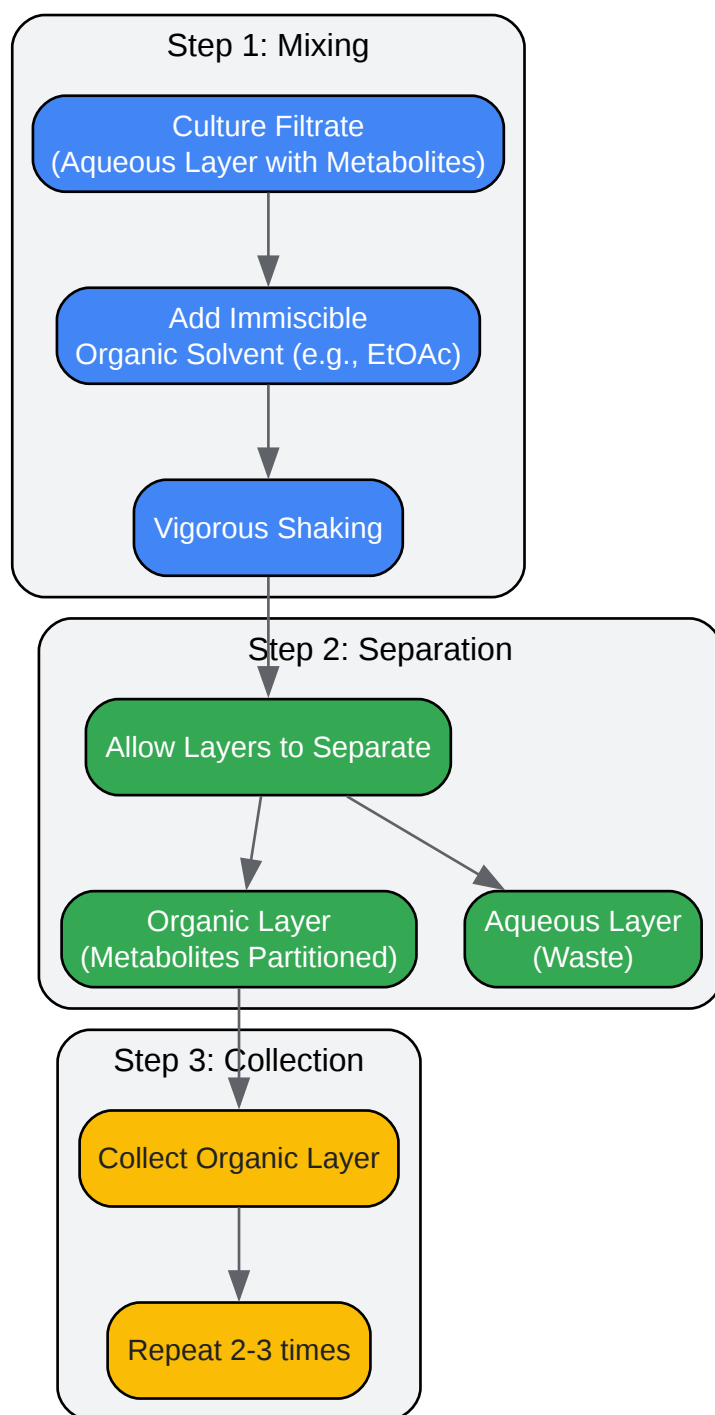 Step 1: Mixing
Culture Filtrate
(Aqueous Layer with Metabolites)
Add Immiscible
Organic Solvent (e.g., EtOAc)
Vigorous Shaking
Step 2: Separation
Allow Layers to Separate
Organic Layer
(Metabolites Partitioned)
Aqueous Layer
(Waste)
Step 3: Collection
Collect Organic Layer
Repeat 2-3 times